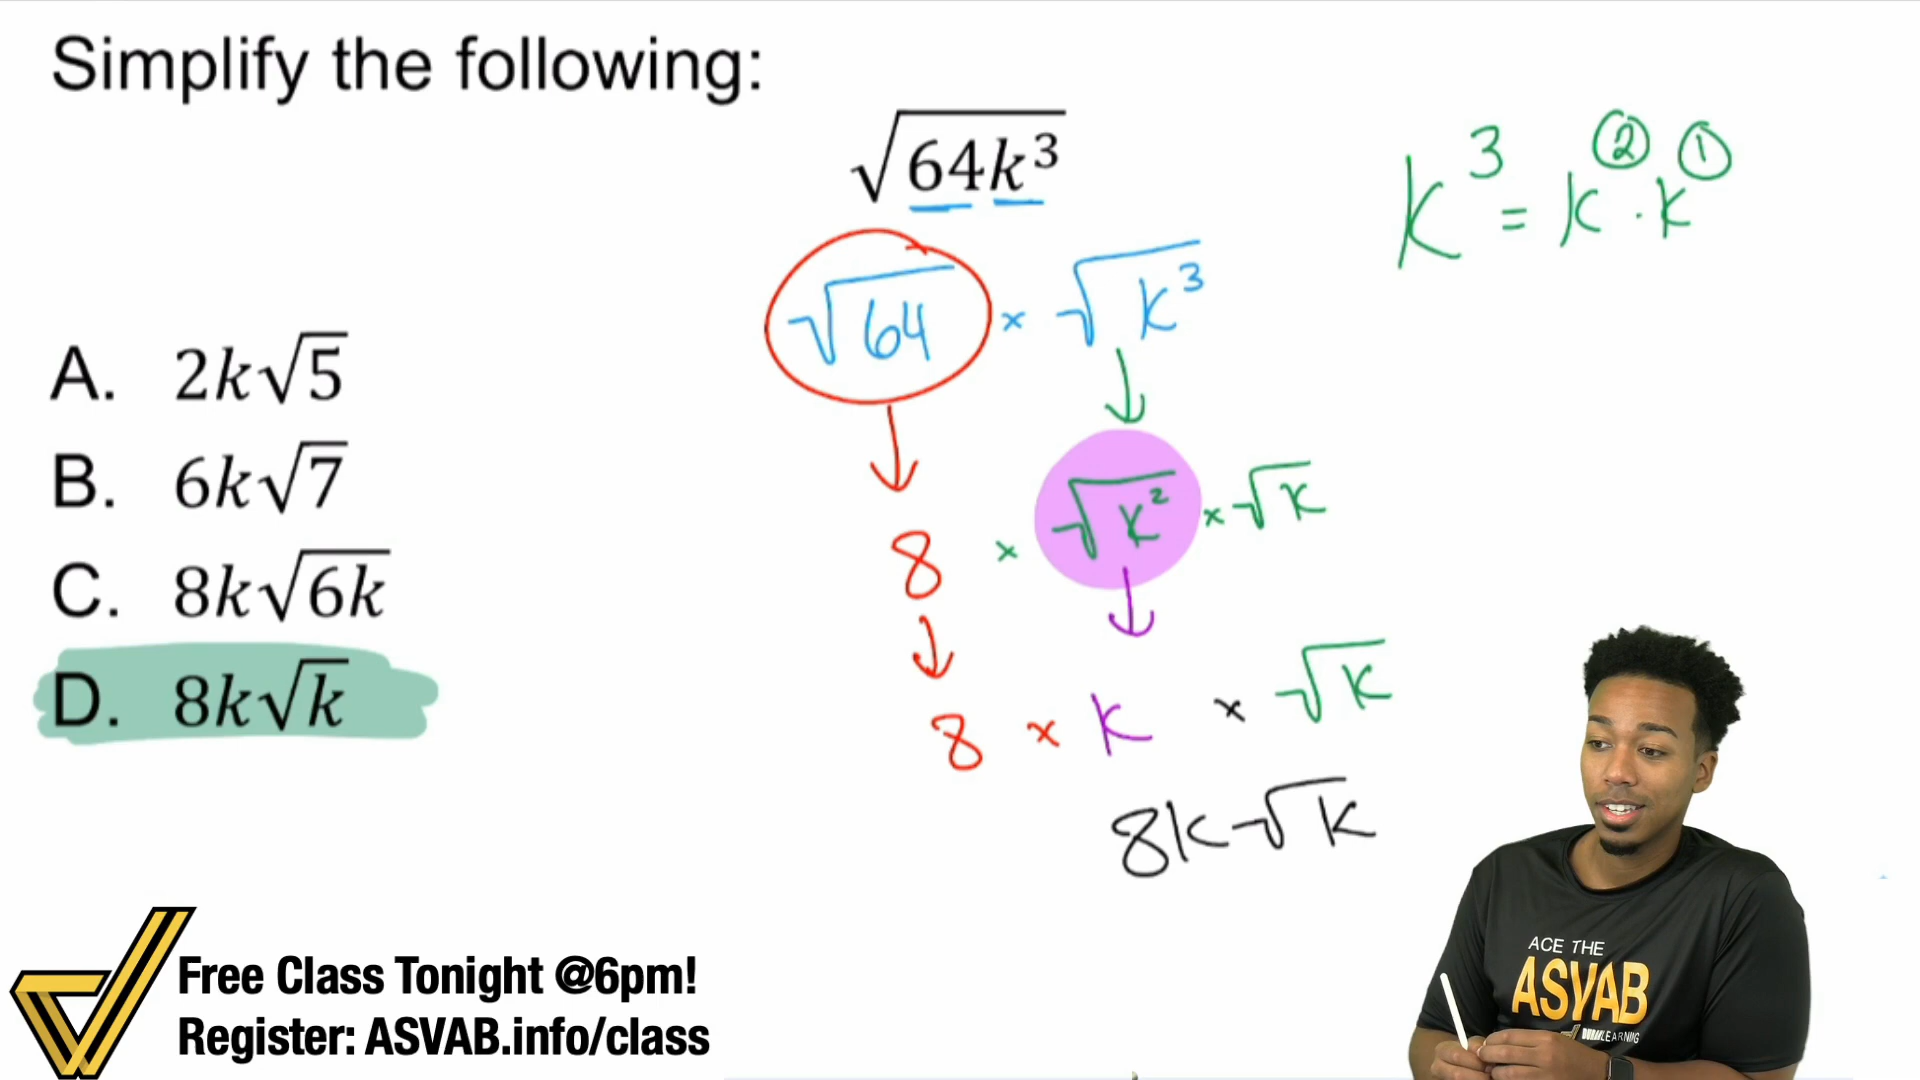 Simplify the following:
√64k³
k³ = k² · k¹
√64 × √k³
A. 2k√5
B. 6k√7
8 × √k² × √k
C. 8k√6k
D. 8k√k
8 × k × √k
8k√k
Free Class Tonight @6pm!
Register: ASVAB.info/class
ACE THE
ASVAB
DURANLEARNING